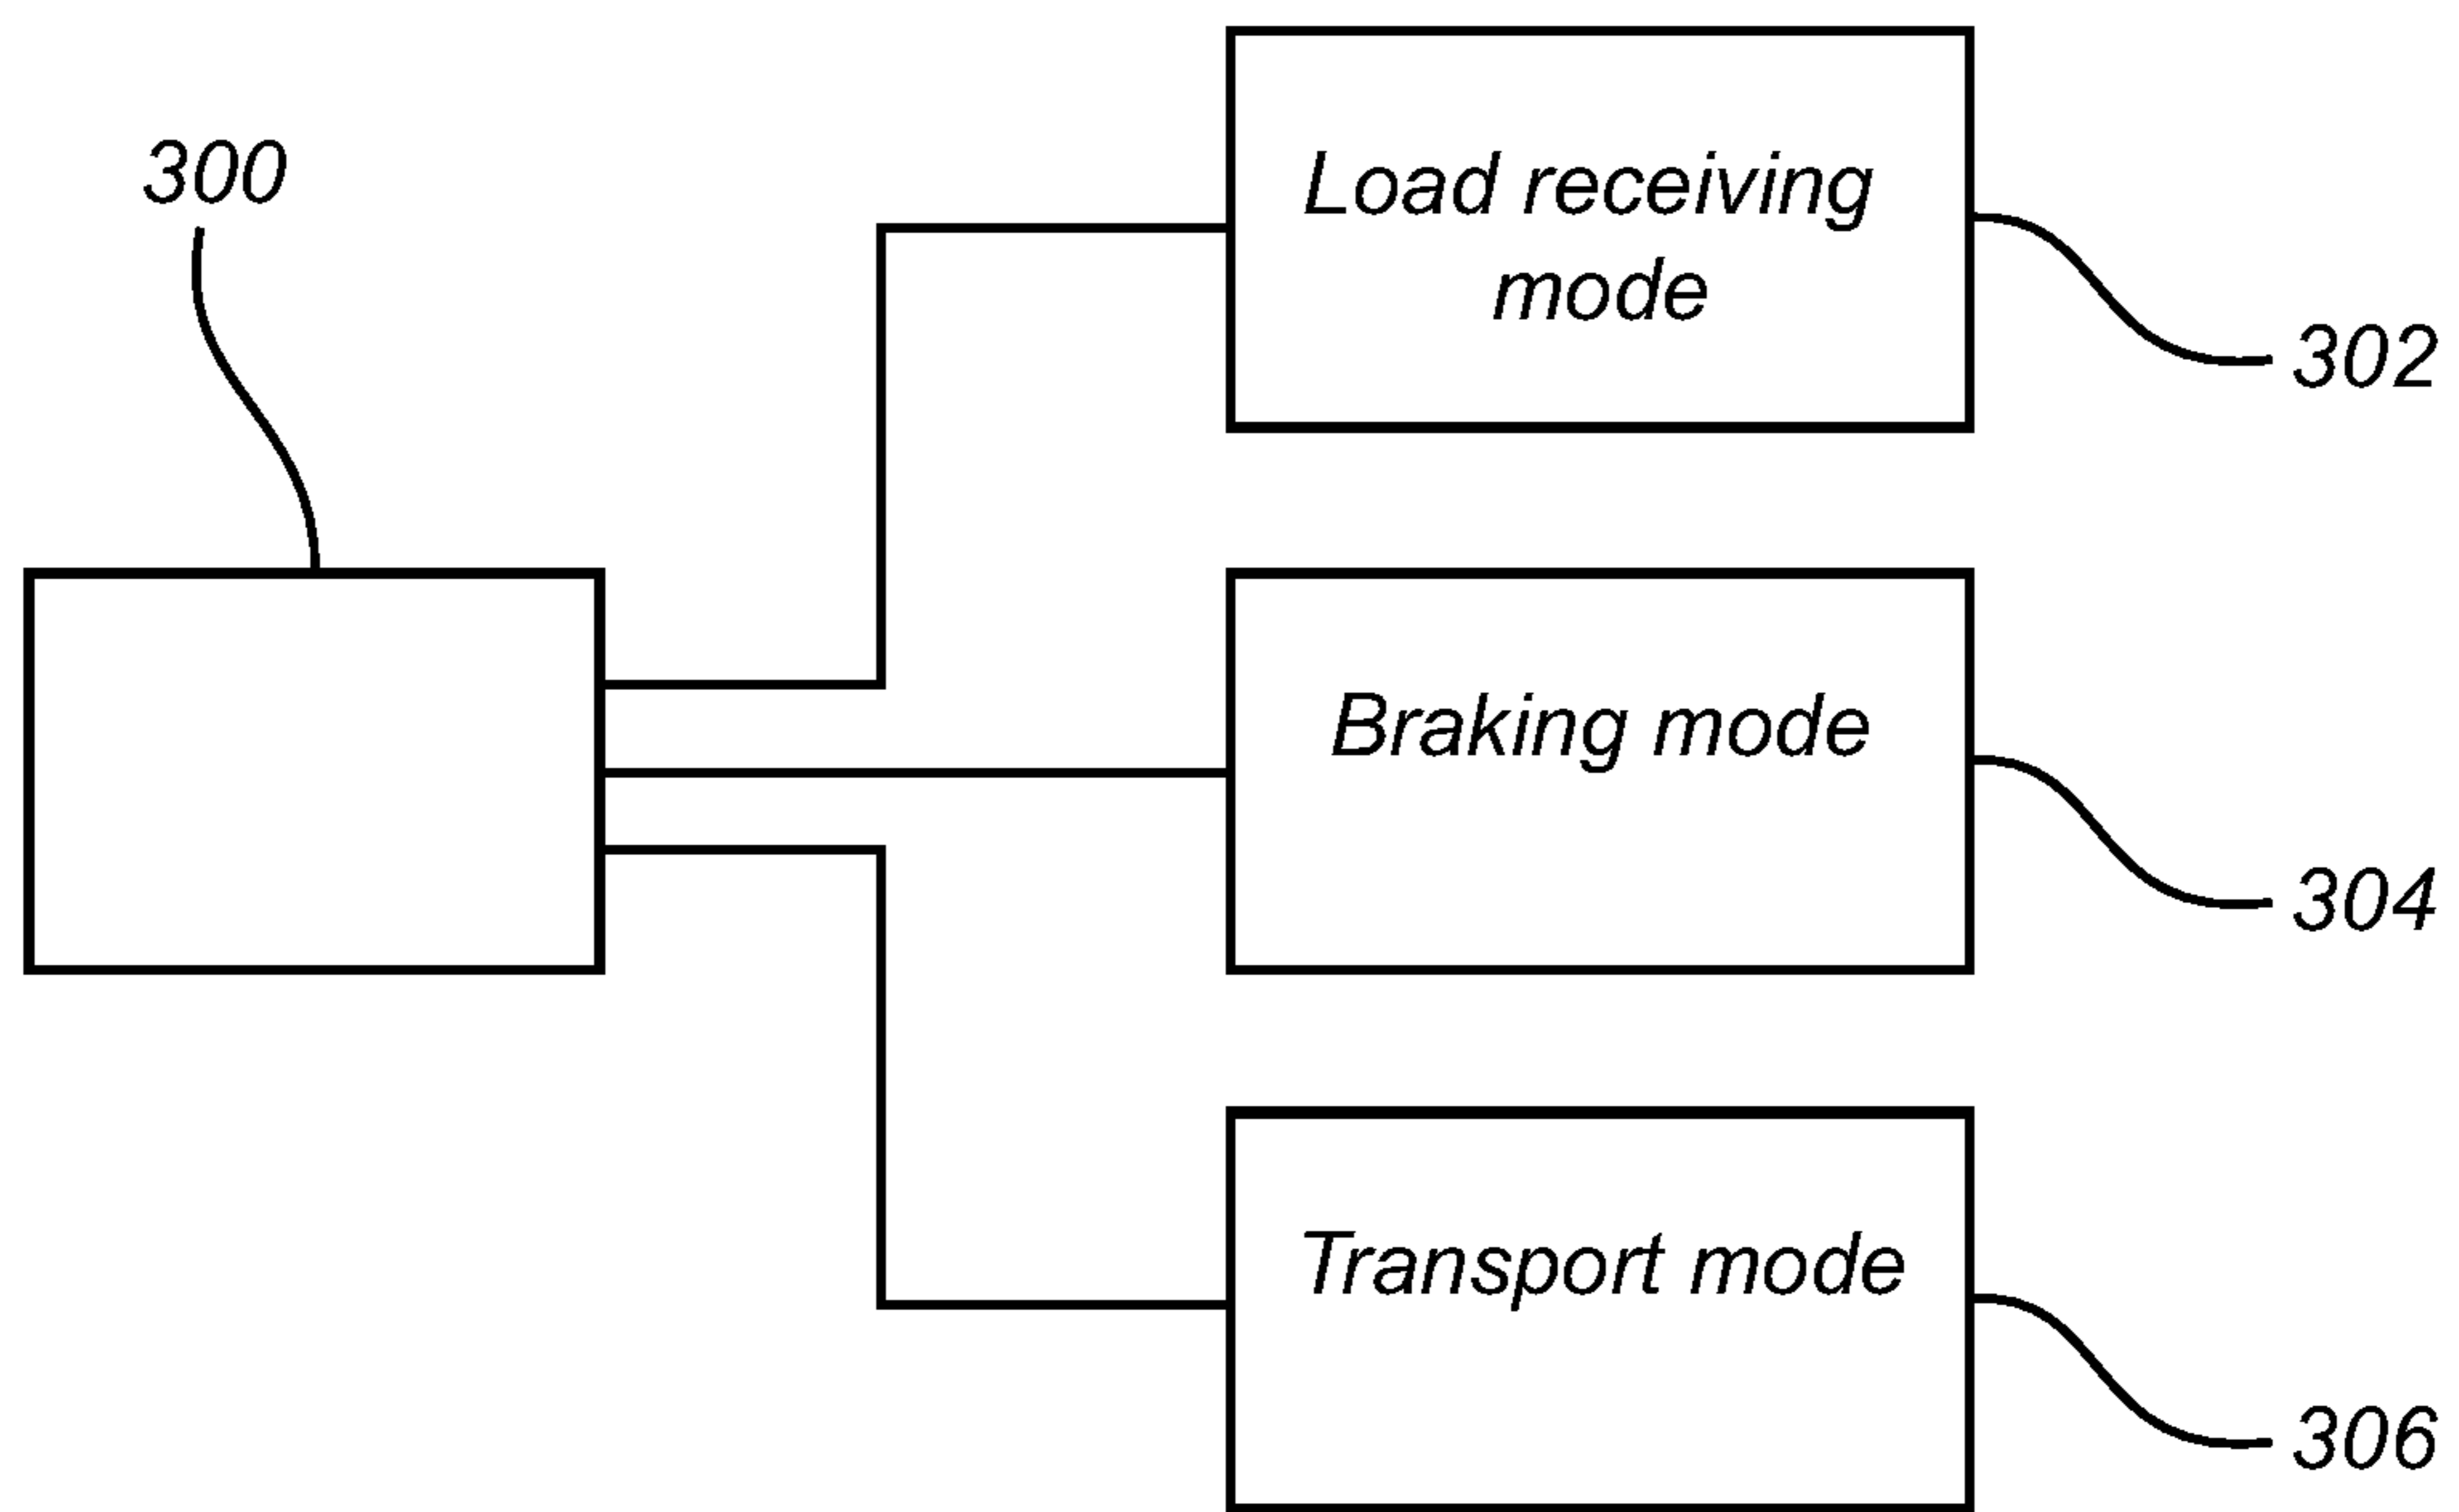 300
Load receiving
mode
302
Braking mode
304
Transport mode
306